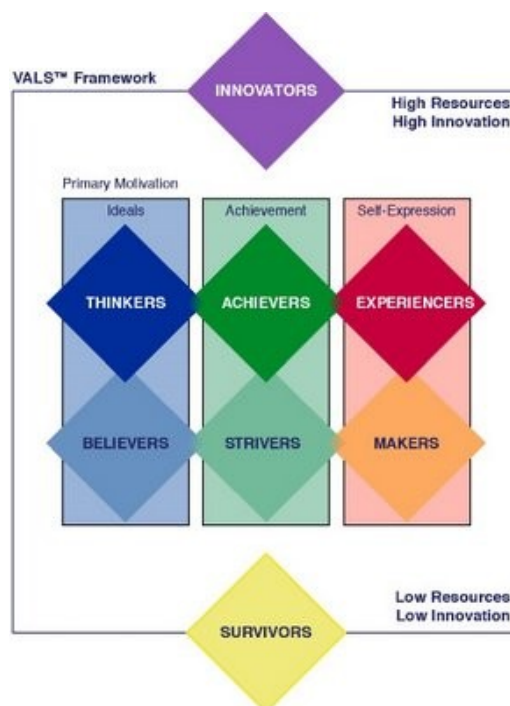 VALS™ Framework
INNOVATORS
High Resources
High Innovation
Primary Motivation
Ideals
Achievement
Self-Expression
THINKERS
ACHIEVERS
EXPERIENCERS
BELIEVERS
STRIVERS
MAKERS
Low Resources
Low Innovation
SURVIVORS